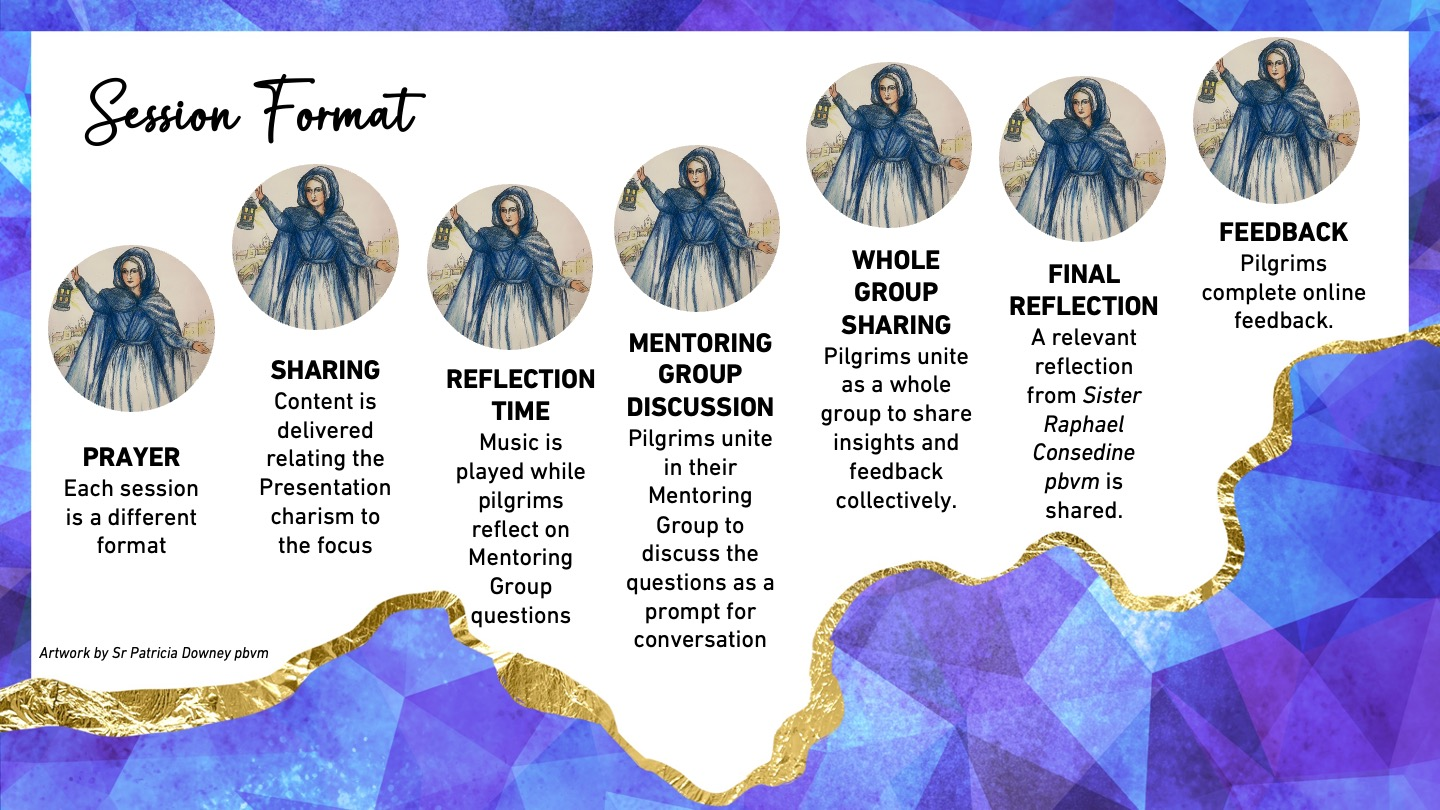 Session Format
PRAYER
Each session
is a different
format
SHARING
Content is
delivered
relating the
Presentation
charism to
the focus
REFLECTION
TIME
Music is
played while
pilgrims
reflect on
Mentoring
Group
questions
MENTORING
GROUP
DISCUSSION
Pilgrims unite
in their
Mentoring
Group to
discuss the
questions as a
prompt for
conversation
WHOLE
GROUP
SHARING
Pilgrims unite
as a whole
group to share
insights and
feedback
collectively.
FINAL
REFLECTION
A relevant
reflection
from Sister
Raphael
Consedine
pbvm is
shared.
FEEDBACK
Pilgrims
complete online
feedback.
Artwork by Sr Patricia Downey pbvm